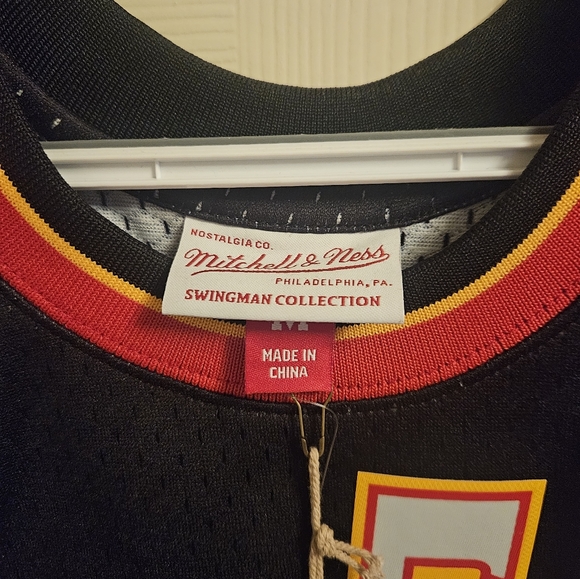 NOSTALGIA CO.
Mitchell & Ness
PHILADELPHIA, PA.
SWINGMAN COLLECTION
M
MADE IN
CHINA